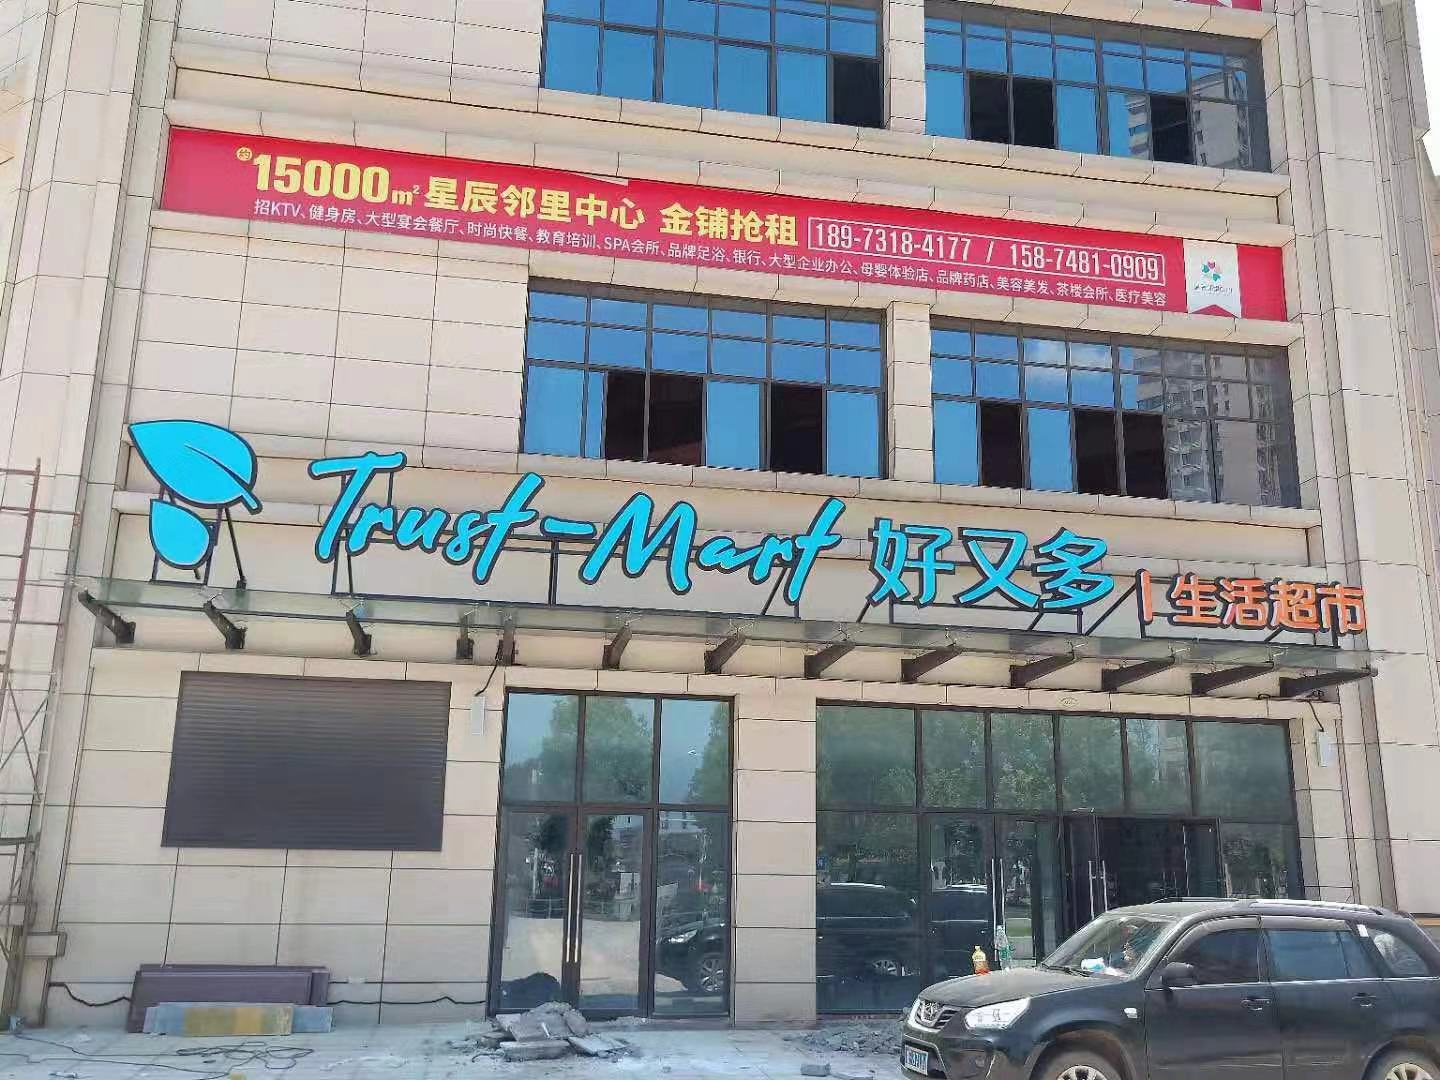 约15000m²星辰邻里中心 金铺抢租 189-7318-4177 / 158-7481-0909
招KTV、健身房、大型宴会餐厅、时尚快餐、教育培训、SPA会所、品牌足浴、银行、大型企业办公、母婴体验店、品牌药店、美容美发、茶楼会所、医疗美容
Trust-Mart 好又多 | 生活超市